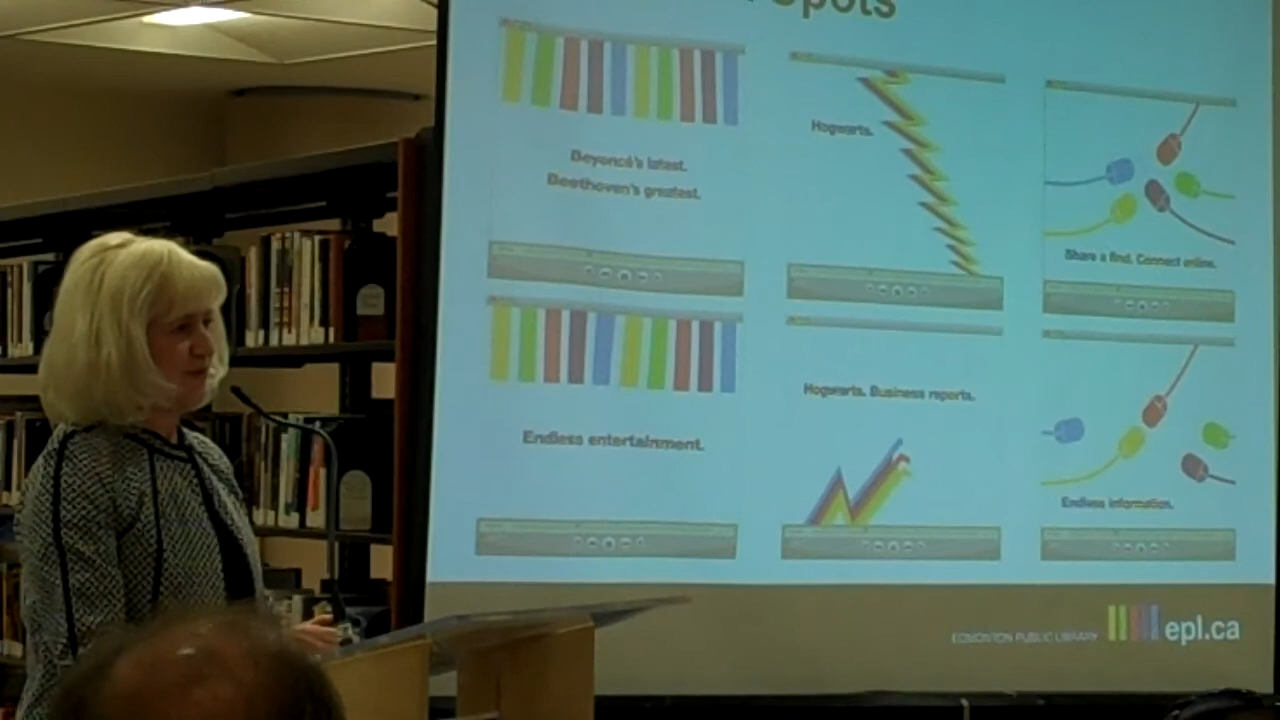 spots
Beyoncé's latest.
Beethoven's greatest.
Hogwarts.
Share a find. Connect online.
Endless entertainment.
Hogwarts. Business reports.
Endless information.
EDMONTON PUBLIC LIBRARY epl.ca